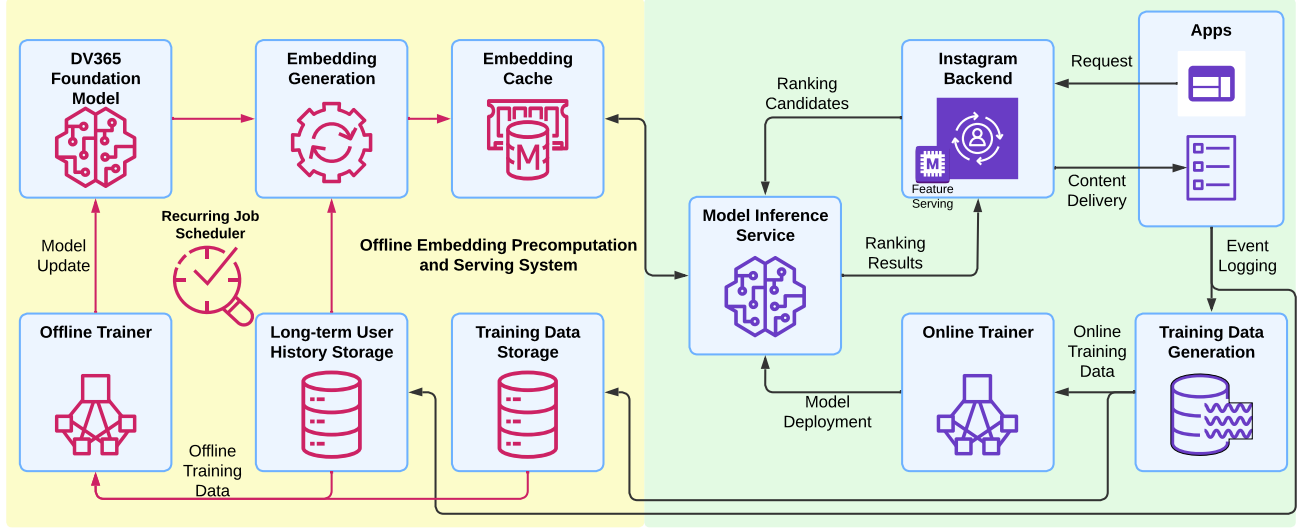 DV365
Foundation
Model
Embedding
Generation
Embedding
Cache
M
Ranking
Candidates
Instagram
Backend
M
Feature
Serving
Request
Apps
Content
Delivery
Model
Update
Recurring Job
Scheduler
Offline Embedding Precomputation
and Serving System
Model Inference
Service
Ranking
Results
Event
Logging
Offline Trainer
Long-term User
History Storage
Training Data
Storage
Model
Deployment
Online Trainer
Online
Training
Data
Training Data
Generation
Offline
Training
Data